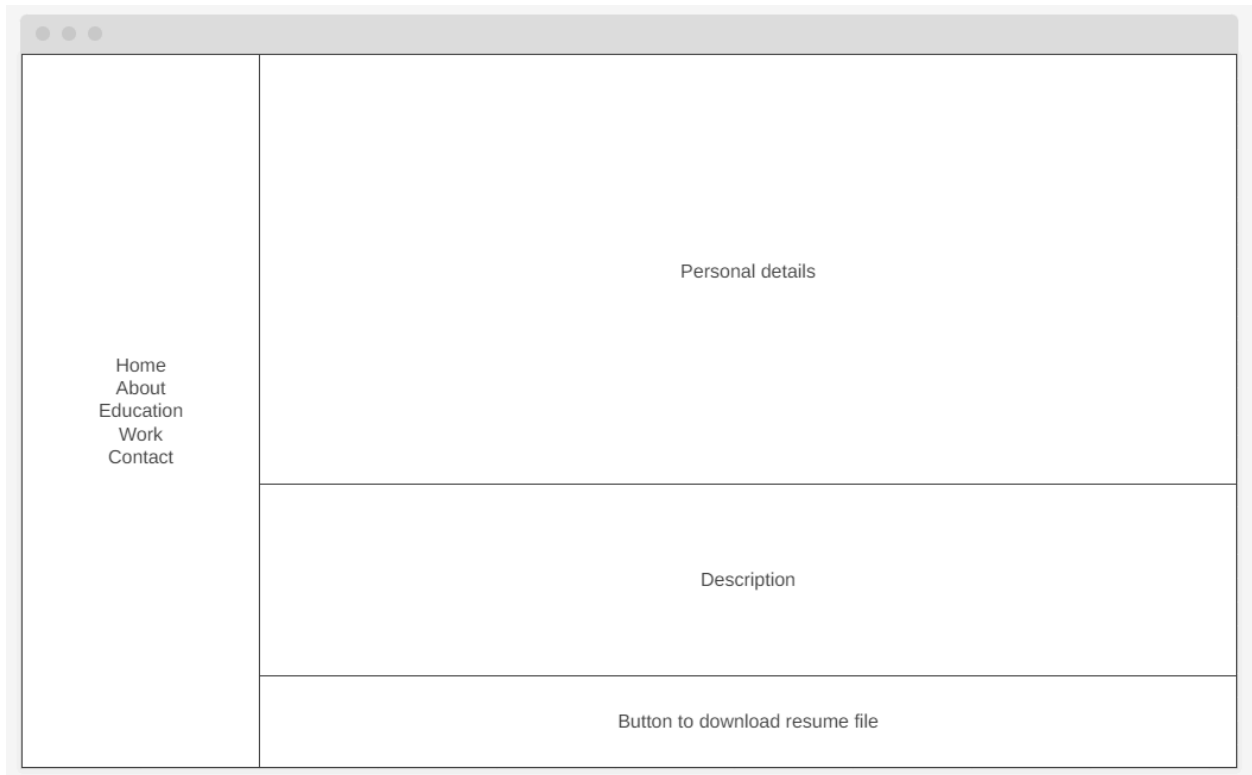 Home
About
Education
Work
Contact
Personal details
Description
Button to download resume file